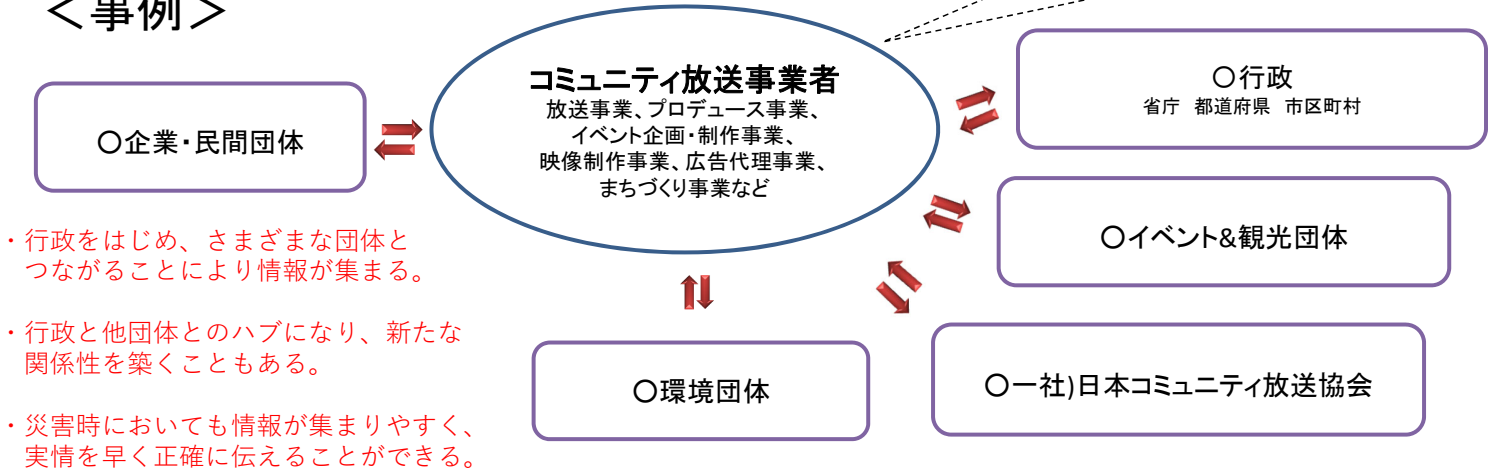 ＜事例＞
コミュニティ放送事業者
放送事業、プロデュース事業、
イベント企画・制作事業、
映像制作事業、広告代理事業、
まちづくり事業など
〇企業・民間団体
〇行政
省庁　都道府県　市区町村
〇イベント&観光団体
〇一社)日本コミュニティ放送協会
〇環境団体
・行政をはじめ、さまざまな団体と
つながることにより情報が集まる。
・行政と他団体とのハブになり、新たな
関係性を築くこともある。
・災害時においても情報が集まりやすく、
実情を早く正確に伝えることができる。